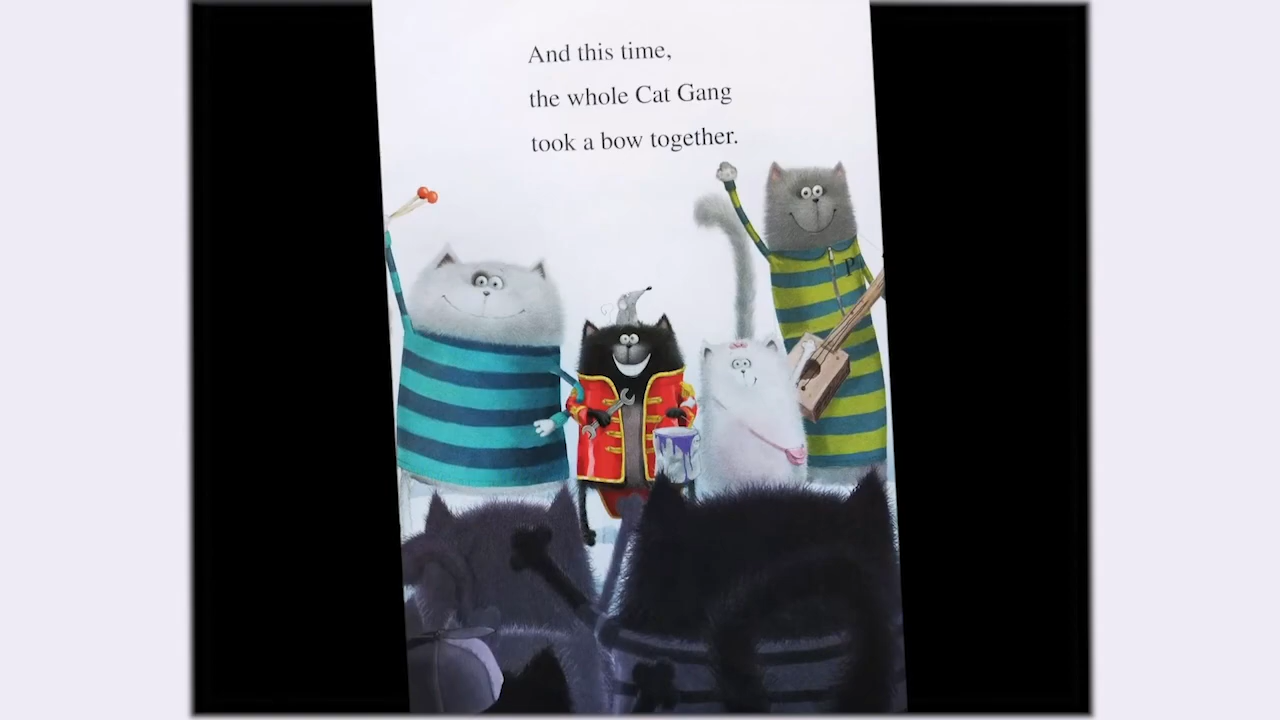 And this time,
the whole Cat Gang
took a bow together.
P